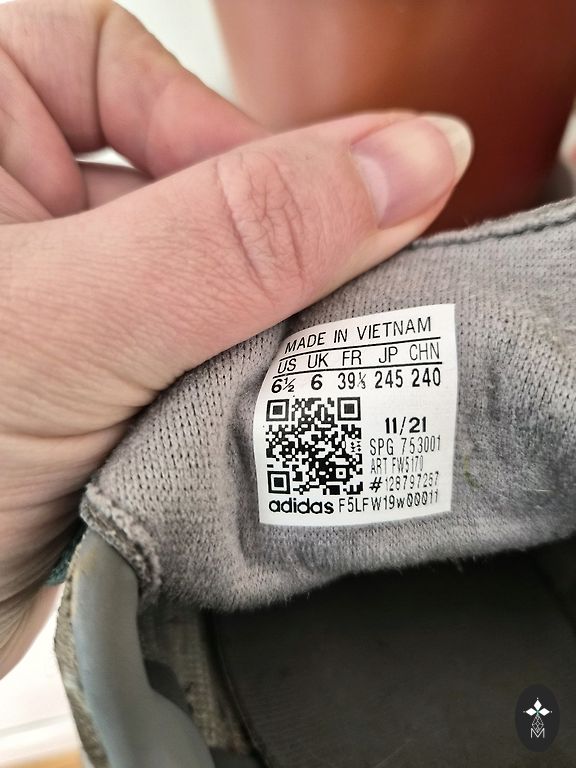 MADE IN VIETNAM
US UK FR JP CHN
6½ 6 39⅓ 245 240
11/21
SPG 753001
ART FW5170
#128797257
adidas F5LFW19w00011
M